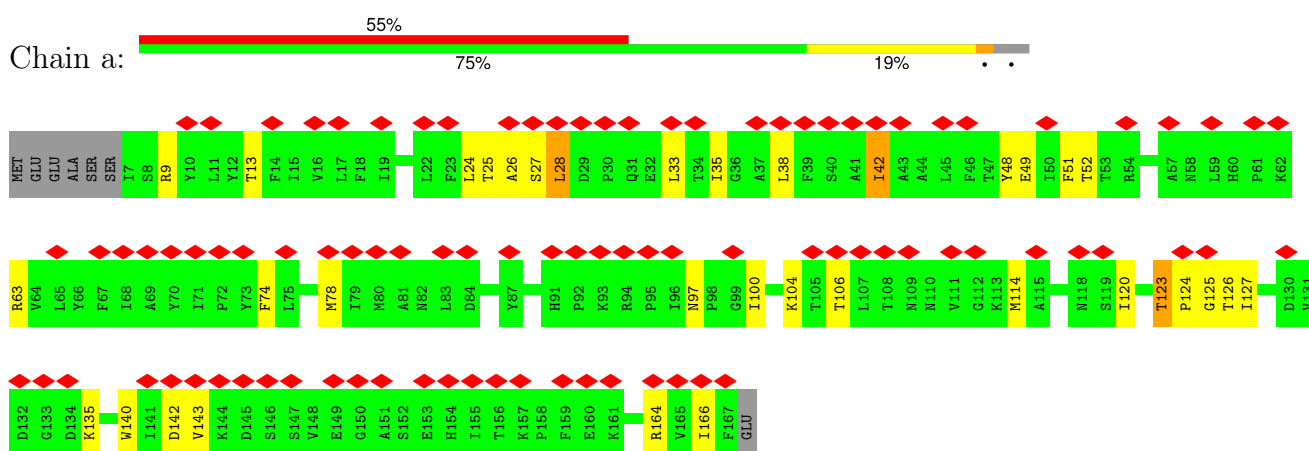 55%
Chain a:
75% 19% • •
MET GLU GLU ALA SER SER I7 S8 R9 Y10 L11 Y12 T13 F14 I15 V16 L17 F18 I19 L22 F23 L24 T25 A26 S27 L28 D29 P30 Q31 E32 L33 T34 I35 G36 A37 L38 F39 S40 A41 I42 A43 A44 L45 F46 T47 Y48 E49 I50 F51 T52 T53 R54 A57 N58 L59 H60 P61 K62
R63 V64 L65 Y66 F67 I68 A69 Y70 I71 P72 Y73 F74 L75 M78 I79 M80 A81 N82 L83 D84 Y87 H91 P92 K93 R94 P95 I96 N97 P98 G99 I100 K104 T105 T106 L107 T108 N109 N110 V111 G112 K113 M114 A115 N118 S119 I120 T123 P124 G125 T126 I127 D130
D132 G133 D134 K135 W140 I141 D142 V143 K144 D145 S146 S147 V148 E149 G150 A151 S152 E153 H154 I155 T156 K157 P158 F159 E160 K161 R164 V165 I166 F167 GLU